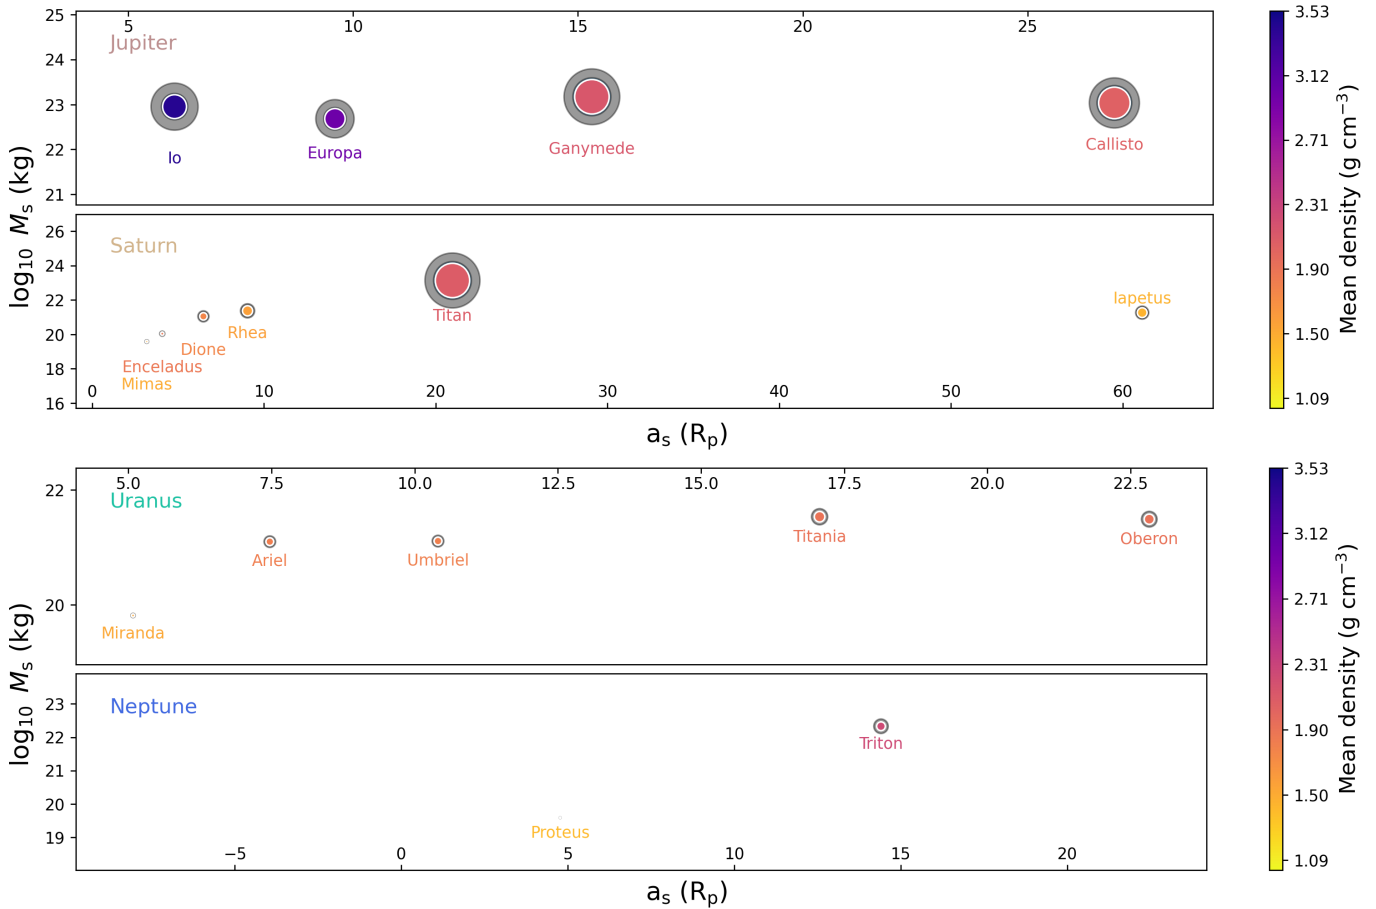 5 10 15 20 25
25
24
23
22
21
Jupiter
Io
Europa
Ganymede
Callisto
log10 Ms (kg)
26
24
22
20
18
16
Saturn
Titan
Iapetus
Rhea
Dione
Enceladus
Mimas
0 10 20 30 40 50 60
as (Rp)
3.53
3.12
2.71
2.31
1.90
1.50
1.09
Mean density (g cm−3)
5.0 7.5 10.0 12.5 15.0 17.5 20.0 22.5
22
20
Uranus
Ariel
Umbriel
Titania
Oberon
Miranda
log10 Ms (kg)
23
22
21
20
19
Neptune
Triton
Proteus
−5 0 5 10 15 20
as (Rp)
3.53
3.12
2.71
2.31
1.90
1.50
1.09
Mean density (g cm−3)